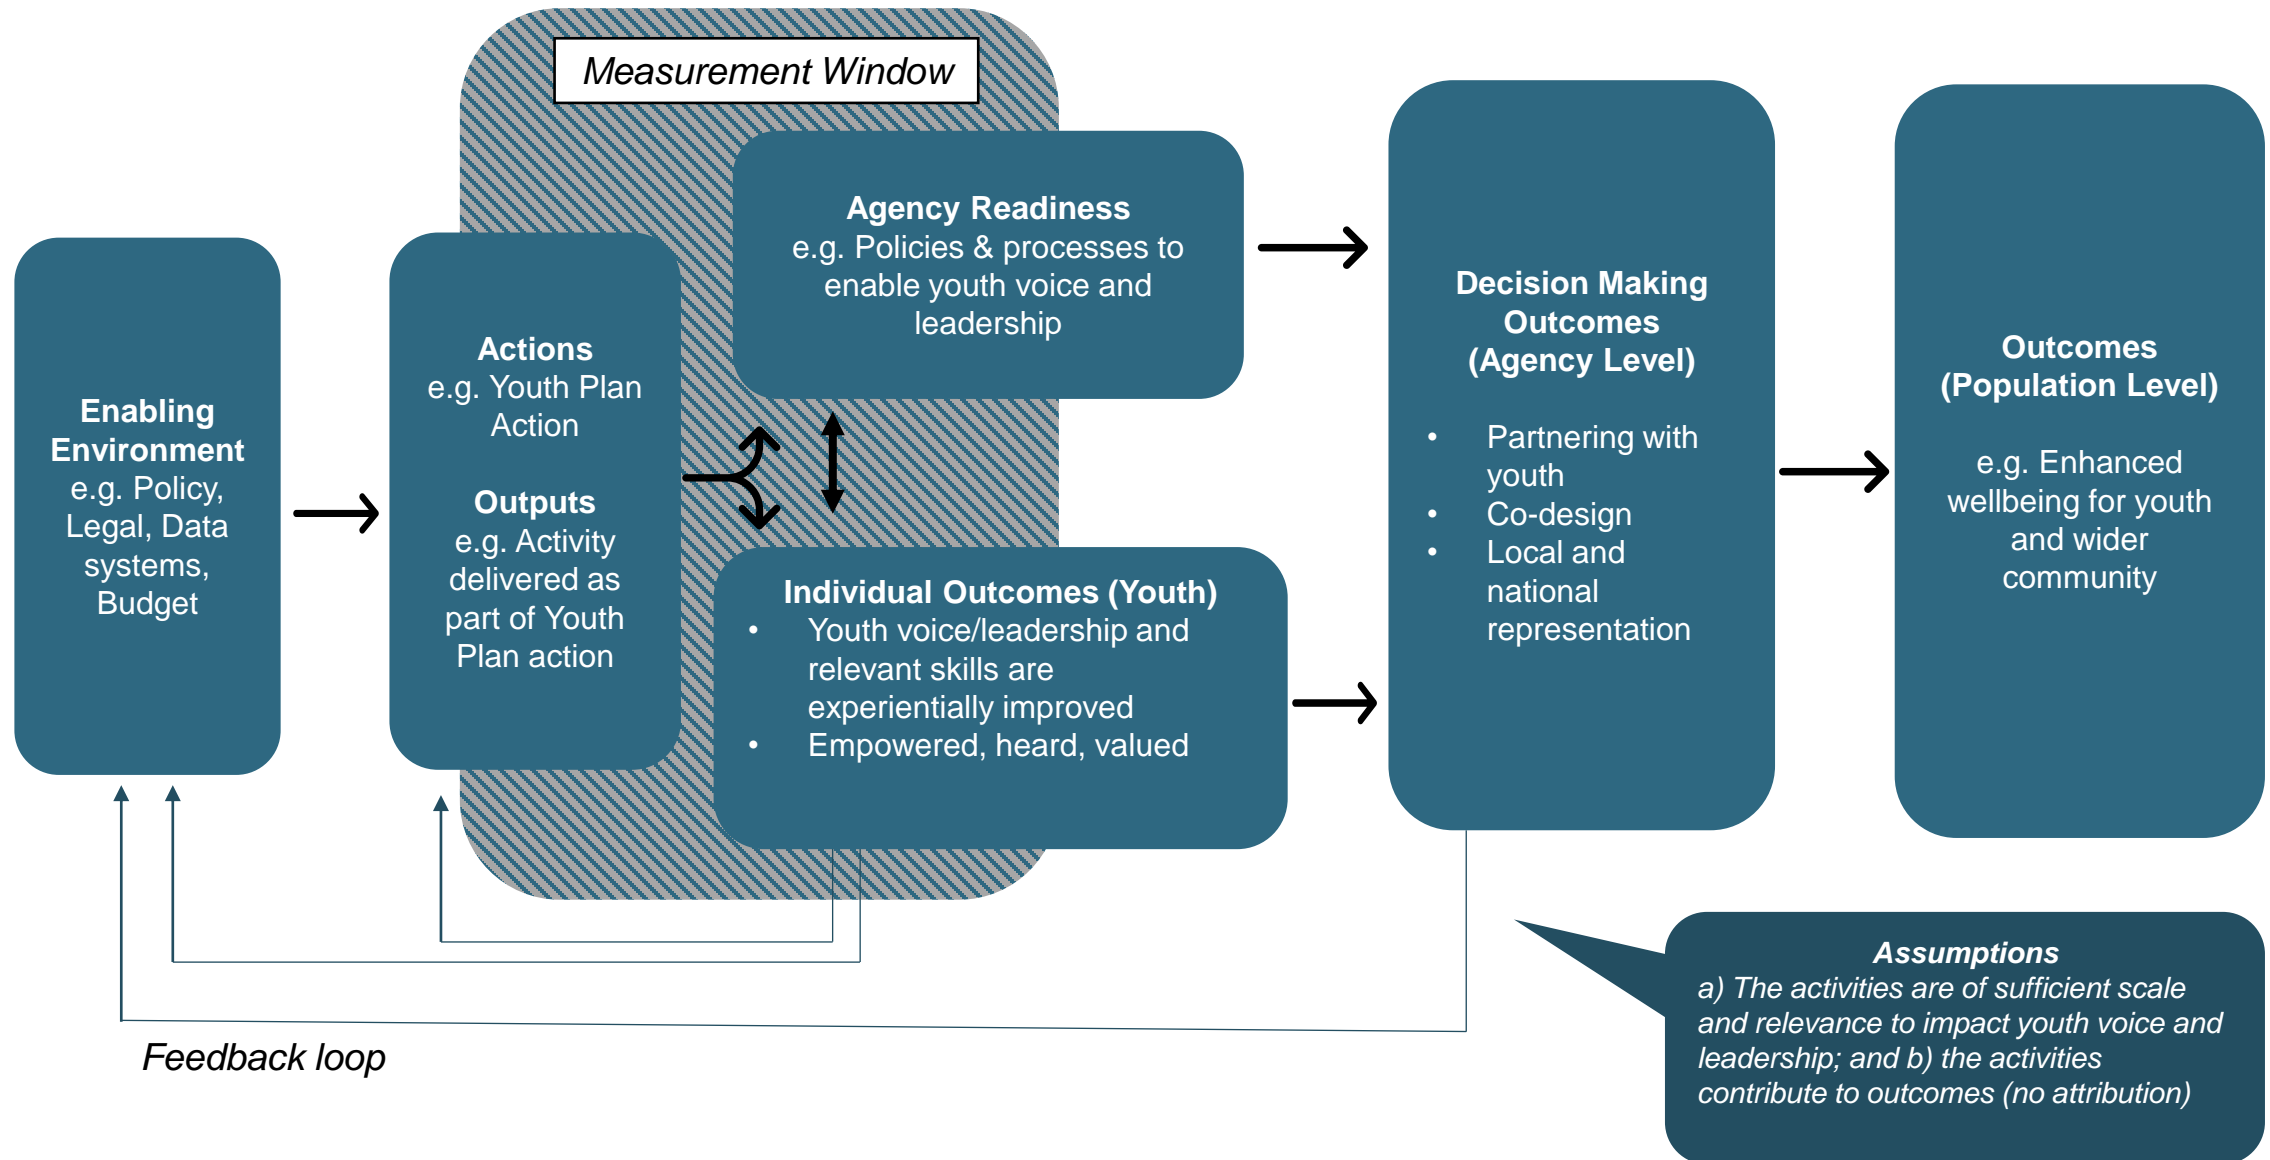 Measurement Window
Enabling
Environment
e.g. Policy,
Legal, Data
systems,
Budget
Actions
e.g. Youth Plan
Action
Outputs
e.g. Activity
delivered as
part of Youth
Plan action
Agency Readiness
e.g. Policies & processes to
enable youth voice and
leadership
Individual Outcomes (Youth)
• Youth voice/leadership and
relevant skills are
experientially improved
• Empowered, heard, valued
Decision Making
Outcomes
(Agency Level)
• Partnering with
youth
• Co-design
• Local and
national
representation
Outcomes
(Population Level)
e.g. Enhanced
wellbeing for youth
and wider
community
Feedback loop
Assumptions
a) The activities are of sufficient scale
and relevance to impact youth voice and
leadership; and b) the activities
contribute to outcomes (no attribution)